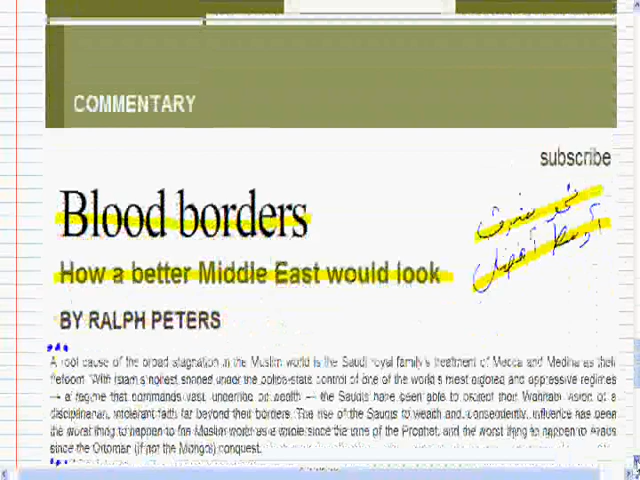 COMMENTARY
subscribe
Blood borders
نحو شرق
أوسط أفضل
How a better Middle East would look
BY RALPH PETERS
A root cause of the broad stagnation in the Muslim world is the Saudi royal family's treatment of Mecca and Medina as their
fiefdom. With Islam's holiest shrines under the police-state control of one of the world's most bigoted and oppressive regimes
— a regime that commands vast, unearned oil wealth — the Saudis have been able to project their Wahhabi vision of a
disciplinarian, intolerant faith far beyond their borders. The rise of the Saudis to wealth and, consequently, influence has been
the worst thing to happen to the Muslim world as a whole since the time of the Prophet, and the worst thing to happen to Arabs
since the Ottoman (if not the Mongol) conquest.